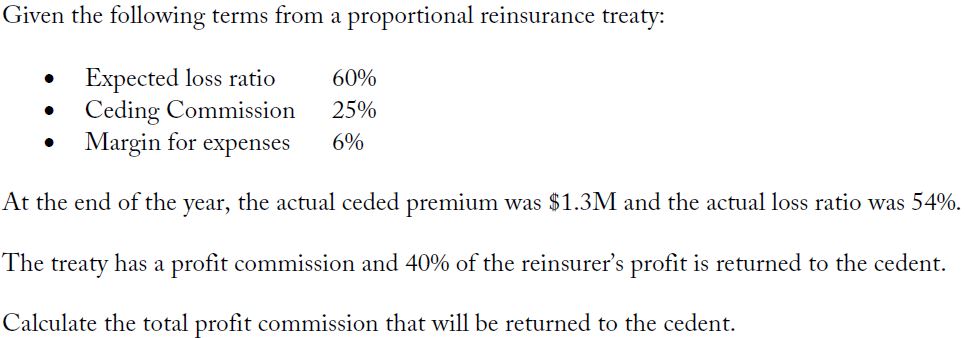 Given the following terms from a proportional reinsurance treaty:
• Expected loss ratio 60%
• Ceding Commission 25%
• Margin for expenses 6%
At the end of the year, the actual ceded premium was $1.3M and the actual loss ratio was 54%.
The treaty has a profit commission and 40% of the reinsurer’s profit is returned to the cedent.
Calculate the total profit commission that will be returned to the cedent.